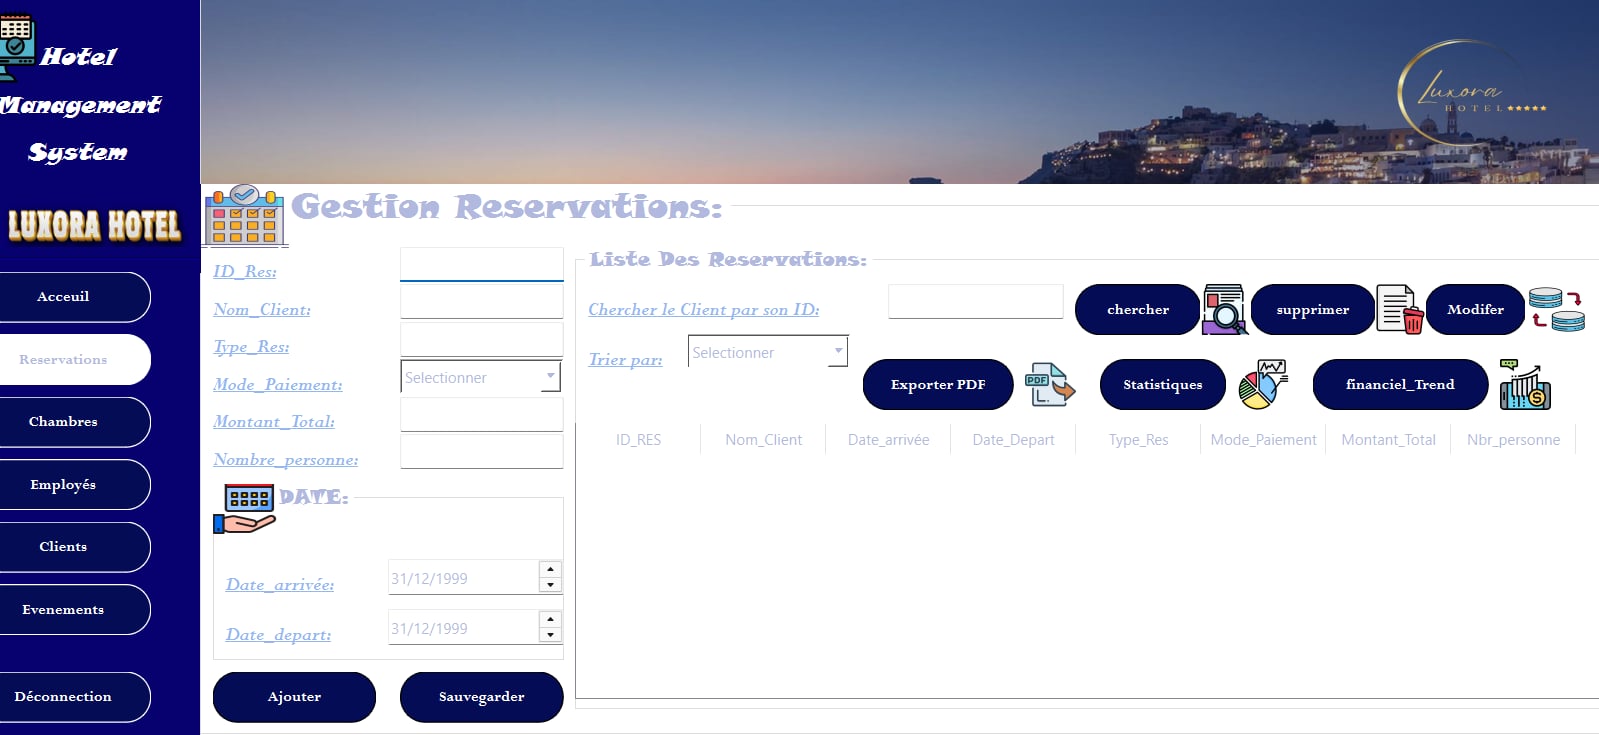 Hotel
Management
System
LUXORA HOTEL
Acceuil
Reservations
Chambres
Employés
Clients
Evenements
Déconnection
Luxora
HOTEL
Gestion Reservations:
ID_Res:
Nom_Client:
Type_Res:
Mode_Paiement: Selectionner
Montant_Total:
Nombre_personne:
DATE:
Date_arrivée: 31/12/1999
Date_depart: 31/12/1999
Ajouter Sauvegarder
Liste Des Reservations:
Chercher le Client par son ID: chercher supprimer Modifer
Trier par: Selectionner
Exporter PDF PDF Statistiques financiel_Trend
ID_RES Nom_Client Date_arrivée Date_Depart Type_Res Mode_Paiement Montant_Total Nbr_personne